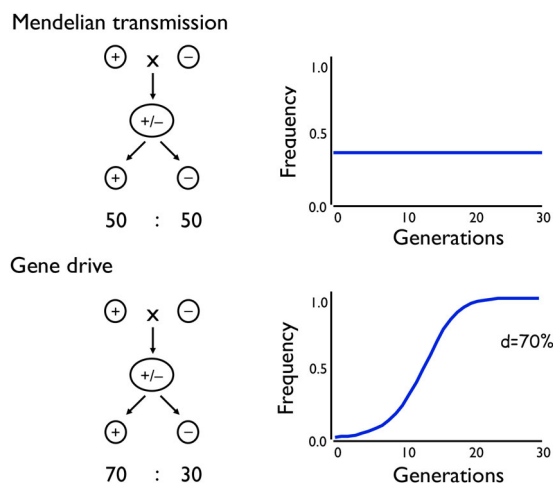 Mendelian transmission
+ x –
+/–
+ –
50 : 50
Frequency
1.0
0.5
0.0
0 10 20 30
Generations
Gene drive
+ x –
+/–
+ –
70 : 30
Frequency
1.0
0.5
0.0
d=70%
0 10 20 30
Generations